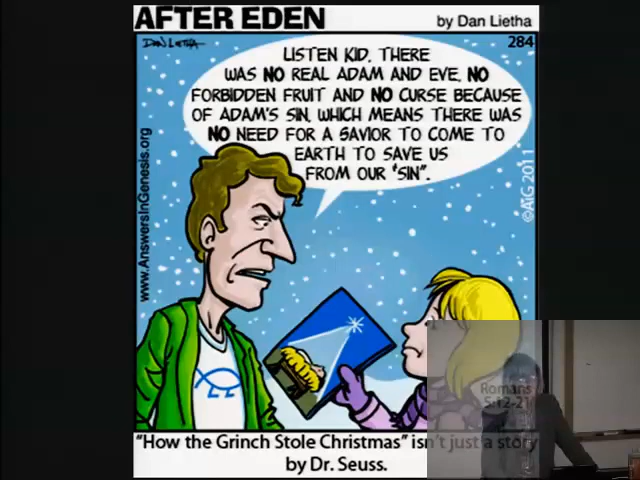 AFTER EDEN
by Dan Lietha
DAN LIETHA
284
LISTEN KID, THERE
WAS NO REAL ADAM AND EVE, NO
FORBIDDEN FRUIT AND NO CURSE BECAUSE
OF ADAM'S SIN, WHICH MEANS THERE WAS
NO NEED FOR A SAVIOR TO COME TO
EARTH TO SAVE US
FROM OUR "SIN".
www.AnswersInGenesis.org
©AiG 2011
Romans
5:12-21
"How the Grinch Stole Christmas" isn't just a story
by Dr. Seuss.